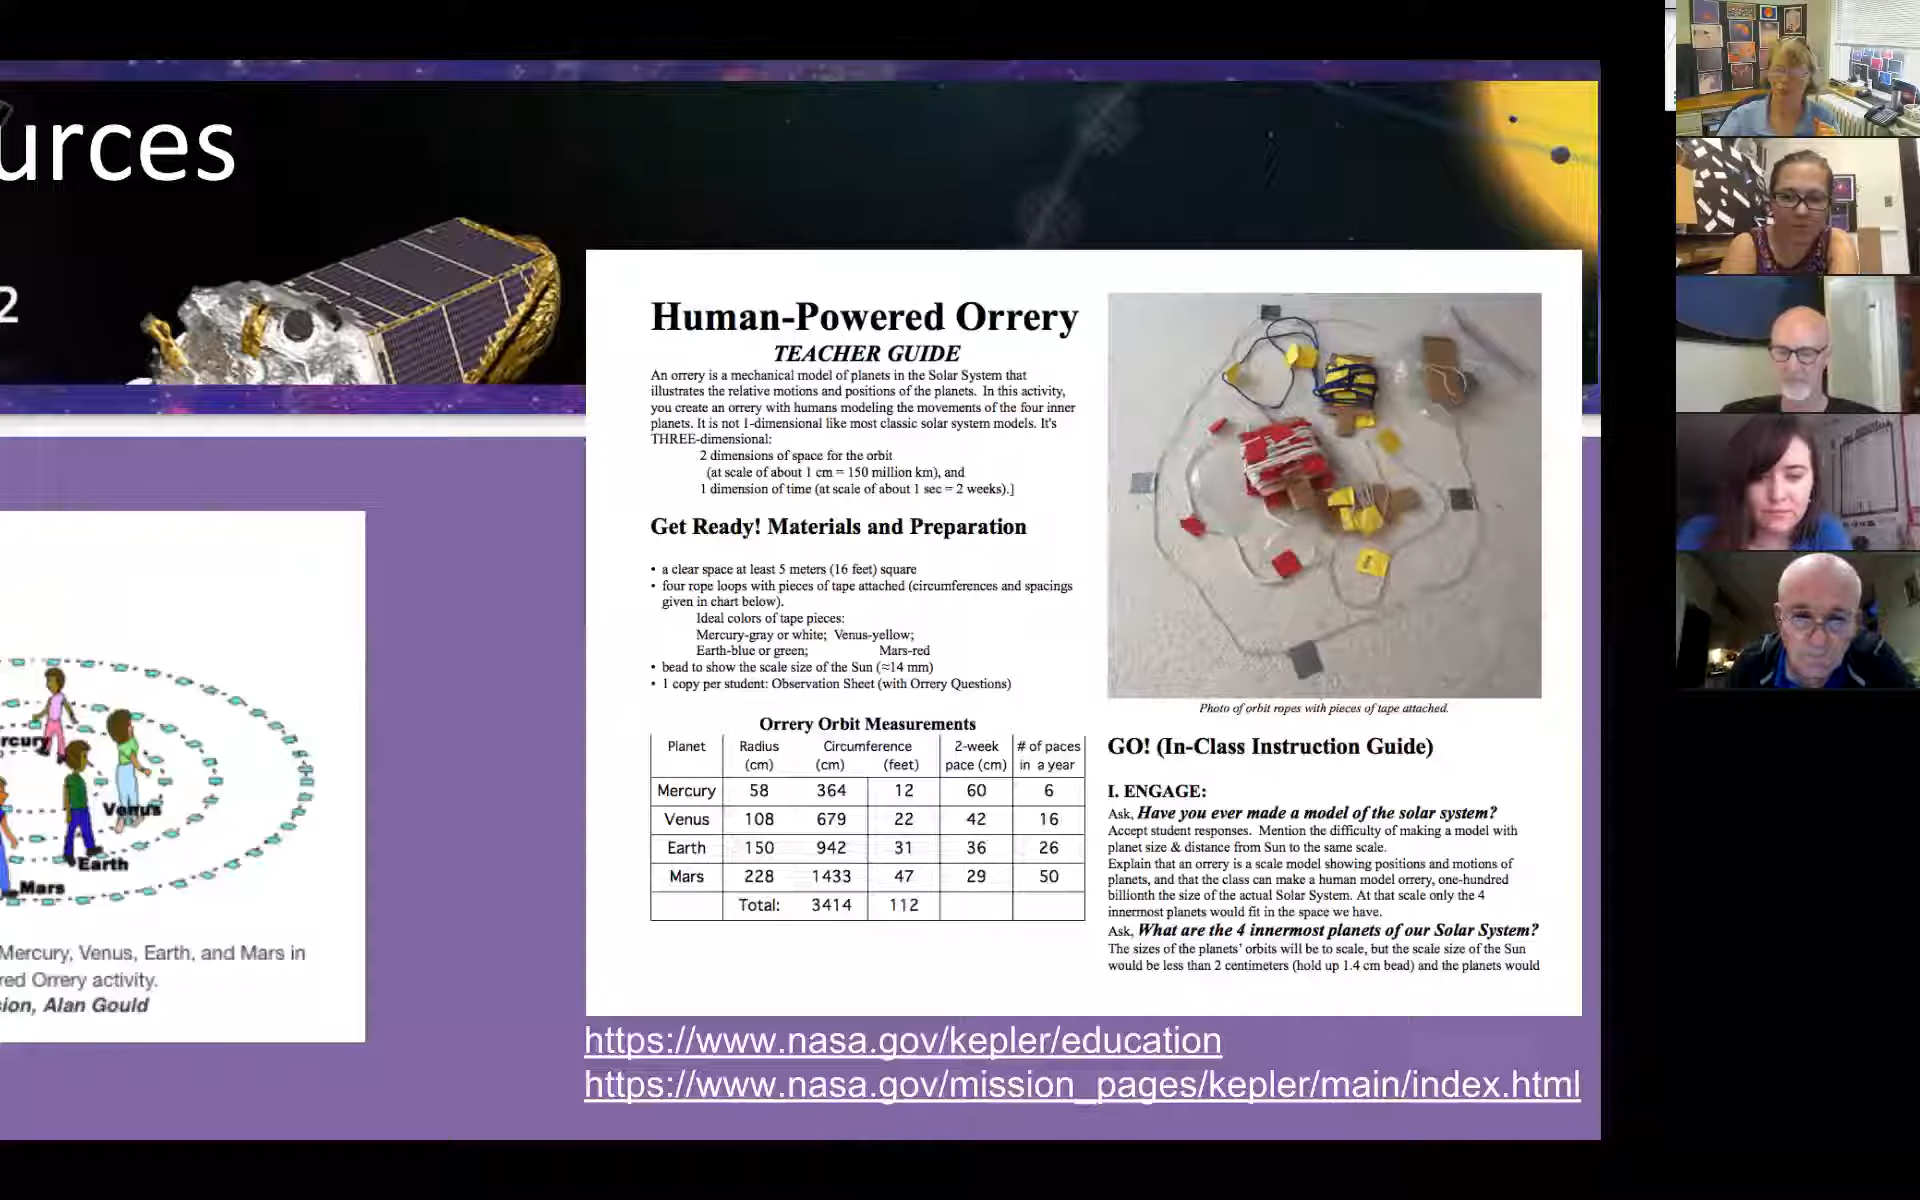 urces
2
Human-Powered Orrery
TEACHER GUIDE
An orrery is a mechanical model of planets in the Solar System that
illustrates the relative motions and positions of the planets. In this activity,
you create an orrery with humans modeling the movements of the four inner
planets. It is not 1-dimensional like most classic solar system models. It's
THREE-dimensional:
2 dimensions of space for the orbit
(at scale of about 1 cm = 150 million km), and
1 dimension of time (at scale of about 1 sec = 2 weeks).]
Get Ready! Materials and Preparation
• a clear space at least 5 meters (16 feet) square
• four rope loops with pieces of tape attached (circumferences and spacings
given in chart below).
Ideal colors of tape pieces:
Mercury-gray or white; Venus-yellow;
Earth-blue or green; Mars-red
• bead to show the scale size of the Sun (≈14 mm)
• 1 copy per student: Observation Sheet (with Orrery Questions)
Orrery Orbit Measurements
Planet Radius Circumference 2-week # of paces
(cm) (cm) (feet) pace (cm) in a year
Mercury 58 364 12 60 6
Venus 108 679 22 42 16
Earth 150 942 31 36 26
Mars 228 1433 47 29 50
Total: 3414 112
Photo of orbit ropes with pieces of tape attached.
GO! (In-Class Instruction Guide)
I. ENGAGE:
Ask, Have you ever made a model of the solar system?
Accept student responses. Mention the difficulty of making a model with
planet size & distance from Sun to the same scale.
Explain that an orrery is a scale model showing positions and motions of
planets, and that the class can make a human model orrery, one-hundred
billionth the size of the actual Solar System. At that scale only the 4
innermost planets would fit in the space we have.
Ask, What are the 4 innermost planets of our Solar System?
The sizes of the planets' orbits will be to scale, but the scale size of the Sun
would be less than 2 centimeters (hold up 1.4 cm bead) and the planets would
rcury
Venus
Earth
Mars
Mercury, Venus, Earth, and Mars in
red Orrery activity.
sion, Alan Gould
https://www.nasa.gov/kepler/education
https://www.nasa.gov/mission_pages/kepler/main/index.html